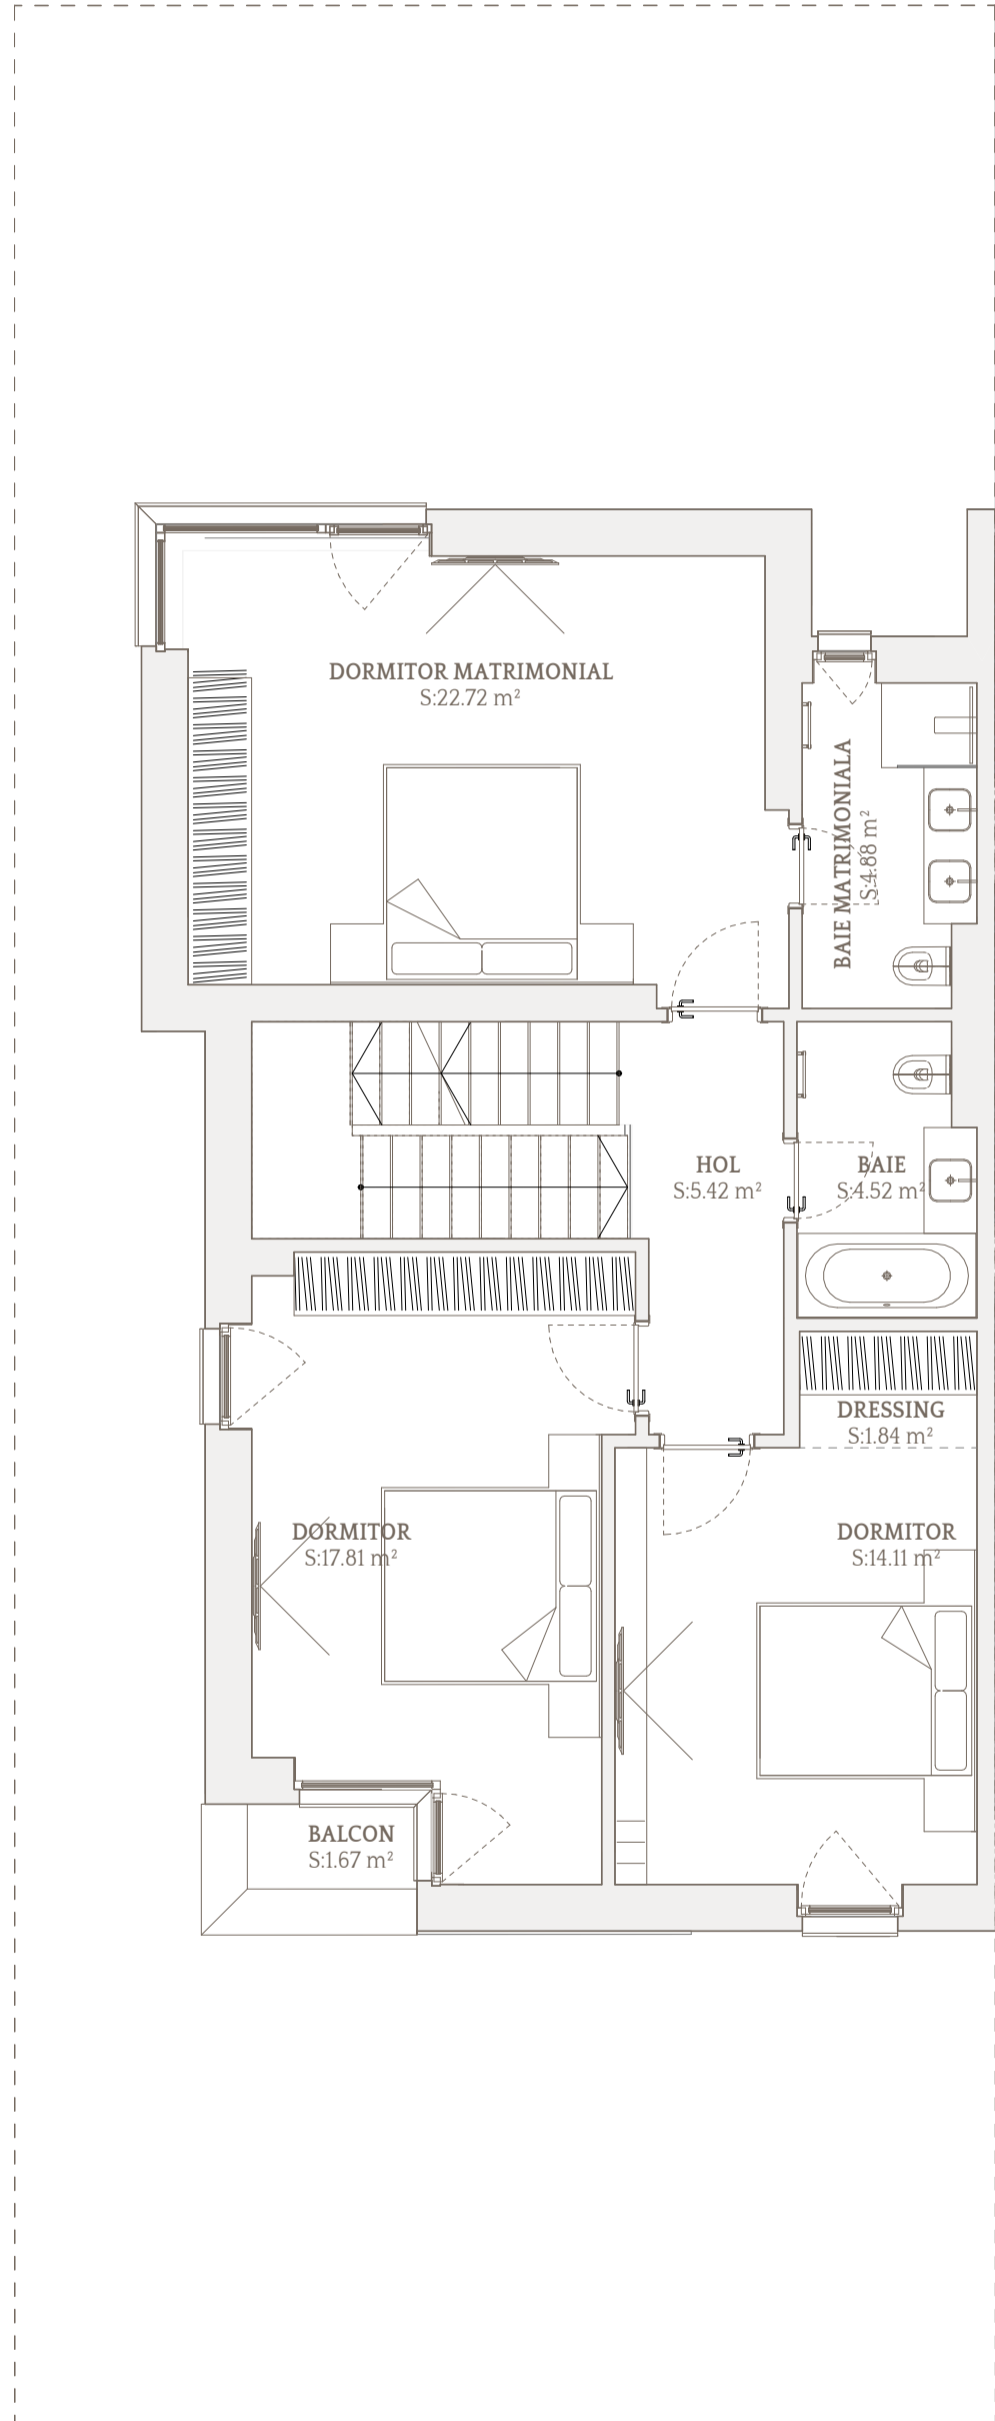 DORMITOR MATRIMONIAL
S:22.72 m²
BAIE MATRIMONIALA
S:4.88 m²
HOL
S:5.42 m²
BAIE
S:4.52 m²
DRESSING
S:1.84 m²
DORMITOR
S:17.81 m²
DORMITOR
S:14.11 m²
BALCON
S:1.67 m²